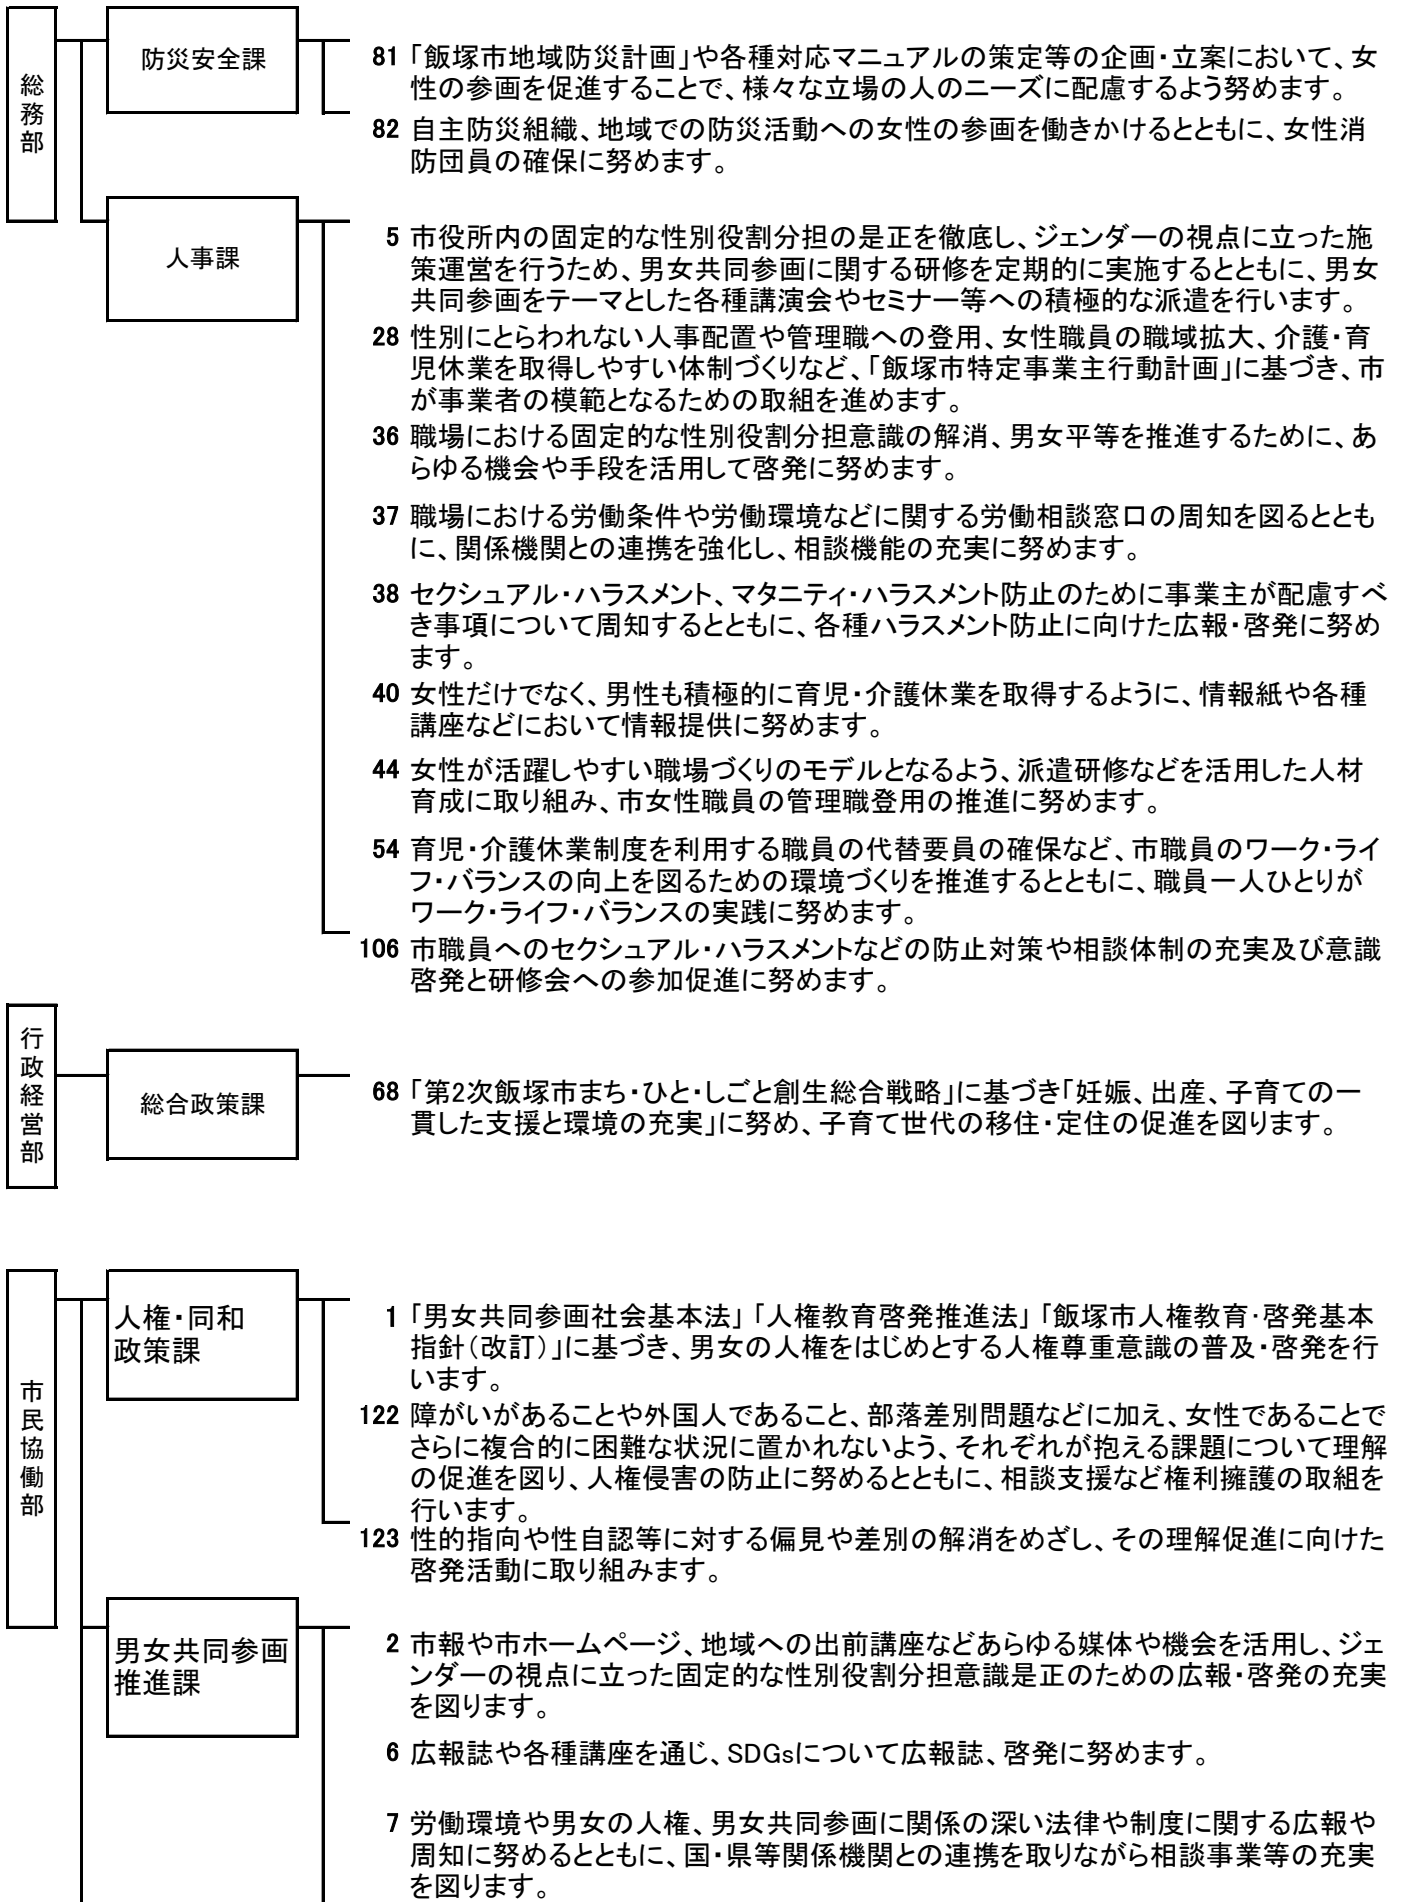 総務部
防災安全課
81 「飯塚市地域防災計画」や各種対応マニュアルの策定等の企画・立案において、女
性の参画を促進することで、様々な立場の人のニーズに配慮するよう努めます。
82 自主防災組織、地域での防災活動への女性の参画を働きかけるとともに、女性消
防団員の確保に努めます。
人事課
5 市役所内の固定的な性別役割分担の是正を徹底し、ジェンダーの視点に立った施
策運営を行うため、男女共同参画に関する研修を定期的に実施するとともに、男女
共同参画をテーマとした各種講演会やセミナー等への積極的な派遣を行います。
28 性別にとらわれない人事配置や管理職への登用、女性職員の職域拡大、介護・育
児休業を取得しやすい体制づくりなど、「飯塚市特定事業主行動計画」に基づき、市
が事業者の模範となるための取組を進めます。
36 職場における固定的な性別役割分担意識の解消、男女平等を推進するために、あ
らゆる機会や手段を活用して啓発に努めます。
37 職場における労働条件や労働環境などに関する労働相談窓口の周知を図るととも
に、関係機関との連携を強化し、相談機能の充実に努めます。
38 セクシュアル・ハラスメント、マタニティ・ハラスメント防止のために事業主が配慮すべ
き事項について周知するとともに、各種ハラスメント防止に向けた広報・啓発に努め
ます。
40 女性だけでなく、男性も積極的に育児・介護休業を取得するように、情報紙や各種
講座などにおいて情報提供に努めます。
44 女性が活躍しやすい職場づくりのモデルとなるよう、派遣研修などを活用した人材
育成に取り組み、市女性職員の管理職登用の推進に努めます。
54 育児・介護休業制度を利用する職員の代替要員の確保など、市職員のワーク・ライ
フ・バランスの向上を図るための環境づくりを推進するとともに、職員一人ひとりが
ワーク・ライフ・バランスの実践に努めます。
106 市職員へのセクシュアル・ハラスメントなどの防止対策や相談体制の充実及び意識
啓発と研修会への参加促進に努めます。
行政経営部
総合政策課
68 「第2次飯塚市まち・ひと・しごと創生総合戦略」に基づき「妊娠、出産、子育ての一
貫した支援と環境の充実」に努め、子育て世代の移住・定住の促進を図ります。
市民協働部
人権・同和
政策課
1 「男女共同参画社会基本法」「人権教育啓発推進法」「飯塚市人権教育・啓発基本
指針（改訂）」に基づき、男女の人権をはじめとする人権尊重意識の普及・啓発を行
います。
122 障がいがあることや外国人であること、部落差別問題などに加え、女性であることで
さらに複合的に困難な状況に置かれないよう、それぞれが抱える課題について理解
の促進を図り、人権侵害の防止に努めるとともに、相談支援など権利擁護の取組を
行います。
123 性的指向や性自認等に対する偏見や差別の解消をめざし、その理解促進に向けた
啓発活動に取り組みます。
男女共同参画
推進課
2 市報や市ホームページ、地域への出前講座などあらゆる媒体や機会を活用し、ジェ
ンダーの視点に立った固定的な性別役割分担意識是正のための広報・啓発の充実
を図ります。
6 広報誌や各種講座を通じ、SDGsについて広報誌、啓発に努めます。
7 労働環境や男女の人権、男女共同参画に関係の深い法律や制度に関する広報や
周知に努めるとともに、国・県等関係機関との連携を取りながら相談事業等の充実
を図ります。